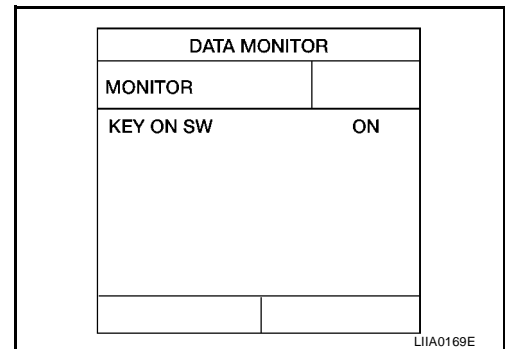 DATA MONITOR
MONITOR
KEY ON SW ON
LIIA0169E